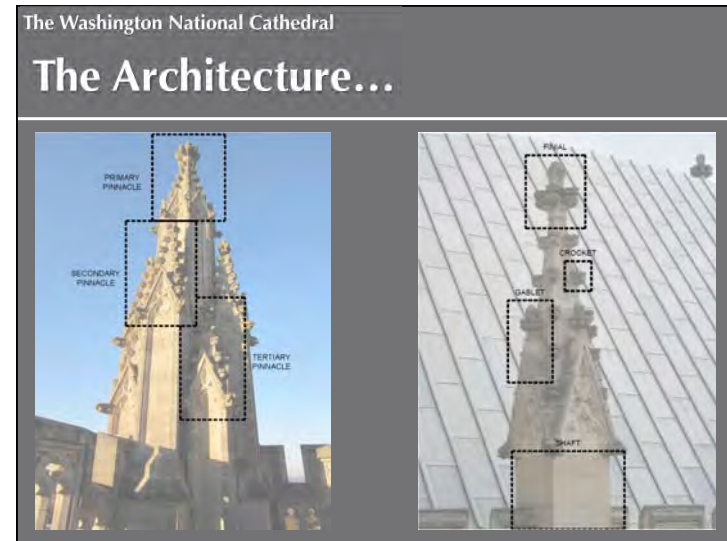 The Washington National Cathedral
The Architecture...
PRIMARY
PINNACLE
SECONDARY
PINNACLE
TERTIARY
PINNACLE
FINIAL
CROCKET
GABLET
SHAFT